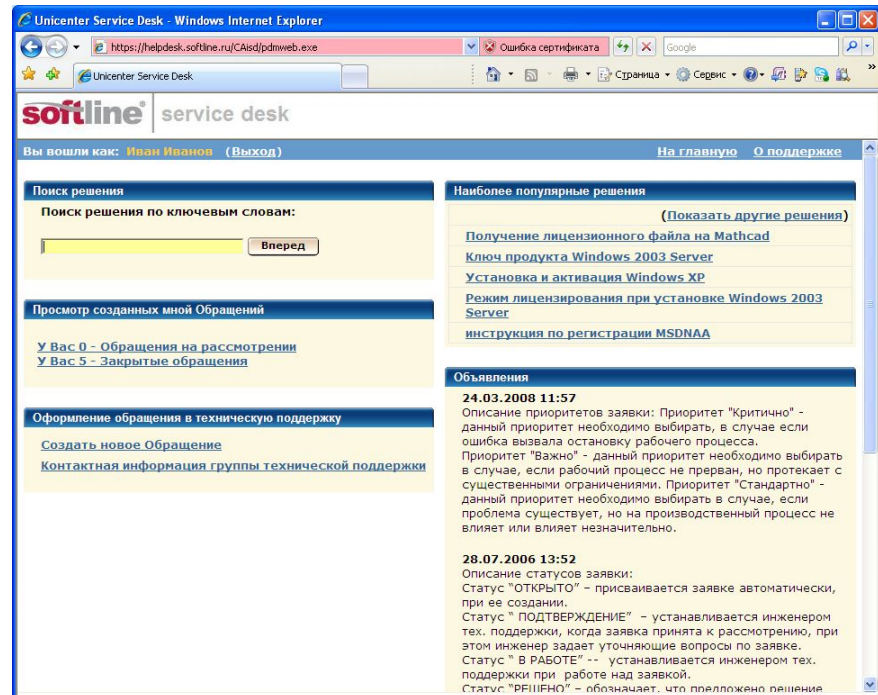 Unicenter Service Desk - Windows Internet Explorer
https://helpdesk.softline.ru/CAisd/pdmweb.exe
Ошибка сертификата
Google
Unicenter Service Desk
Страница
Сервис
softline service desk
Вы вошли как: Иван Иванов (Выход)
На главную О поддержке
Поиск решения
Поиск решения по ключевым словам:
Вперед
Просмотр созданных мной Обращений
У Вас 0 - Обращения на рассмотрении
У Вас 5 - Закрытые обращения
Оформление обращения в техническую поддержку
Создать новое Обращение
Контактная информация группы технической поддержки
Наиболее популярные решения
(Показать другие решения)
Получение лицензионного файла на Mathcad
Ключ продукта Windows 2003 Server
Установка и активация Windows XP
Режим лицензирования при установке Windows 2003
Server
инструкция по регистрации MSDNAA
Объявления
24.03.2008 11:57
Описание приоритетов заявки: Приоритет "Критично" -
данный приоритет необходимо выбирать, в случае если
ошибка вызвала остановку рабочего процесса.
Приоритет "Важно" - данный приоритет необходимо выбирать
в случае, если рабочий процесс не прерван, но протекает с
существенными ограничениями. Приоритет "Стандартно" -
данный приоритет необходимо выбирать в случае, если
проблема существует, но на производственный процесс не
влияет или влияет незначительно.
28.07.2006 13:52
Описание статусов заявки:
Статус "ОТКРЫТО" – присваивается заявке автоматически,
при ее создании.
Статус " ПОДТВЕРЖДЕНИЕ" – устанавливается инженером
тех. поддержки, когда заявка принята к рассмотрению, при
этом инженер задает уточняющие вопросы по заявке.
Статус " В РАБОТЕ" -- устанавливается инженером тех.
поддержки при работе над заявкой.
Статус "РЕШЕНО" – обозначает, что предложено решение